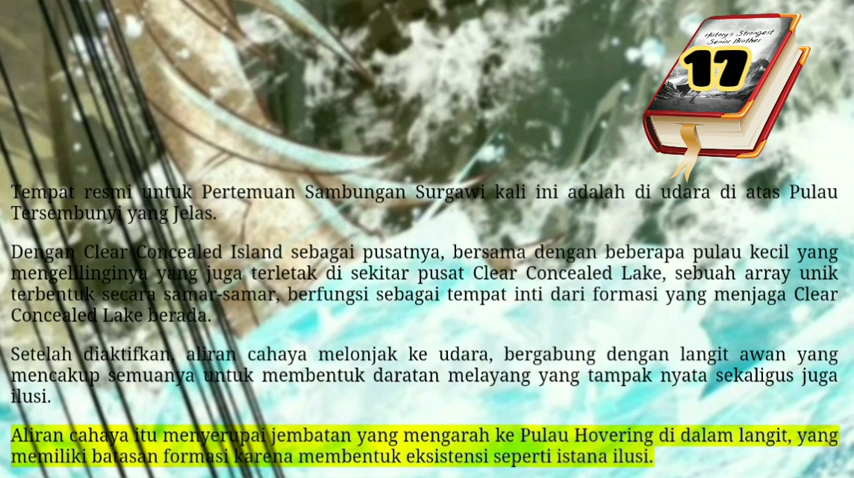 History's Strongest
Senior Brother
17
Tempat resmi untuk Pertemuan Sambungan Surgawi kali ini adalah di udara di atas Pulau
Tersembunyi yang Jelas.
Dengan Clear Concealed Island sebagai pusatnya, bersama dengan beberapa pulau kecil yang
mengelilinginya yang juga terletak di sekitar pusat Clear Concealed Lake, sebuah array unik
terbentuk secara samar-samar, berfungsi sebagai tempat inti dari formasi yang menjaga Clear
Concealed Lake berada.
Setelah diaktifkan, aliran cahaya melonjak ke udara, bergabung dengan langit awan yang
mencakup semuanya untuk membentuk daratan melayang yang tampak nyata sekaligus juga
ilusi.
Aliran cahaya itu menyerupai jembatan yang mengarah ke Pulau Hovering di dalam langit, yang
memiliki batasan formasi karena membentuk eksistensi seperti istana ilusi.